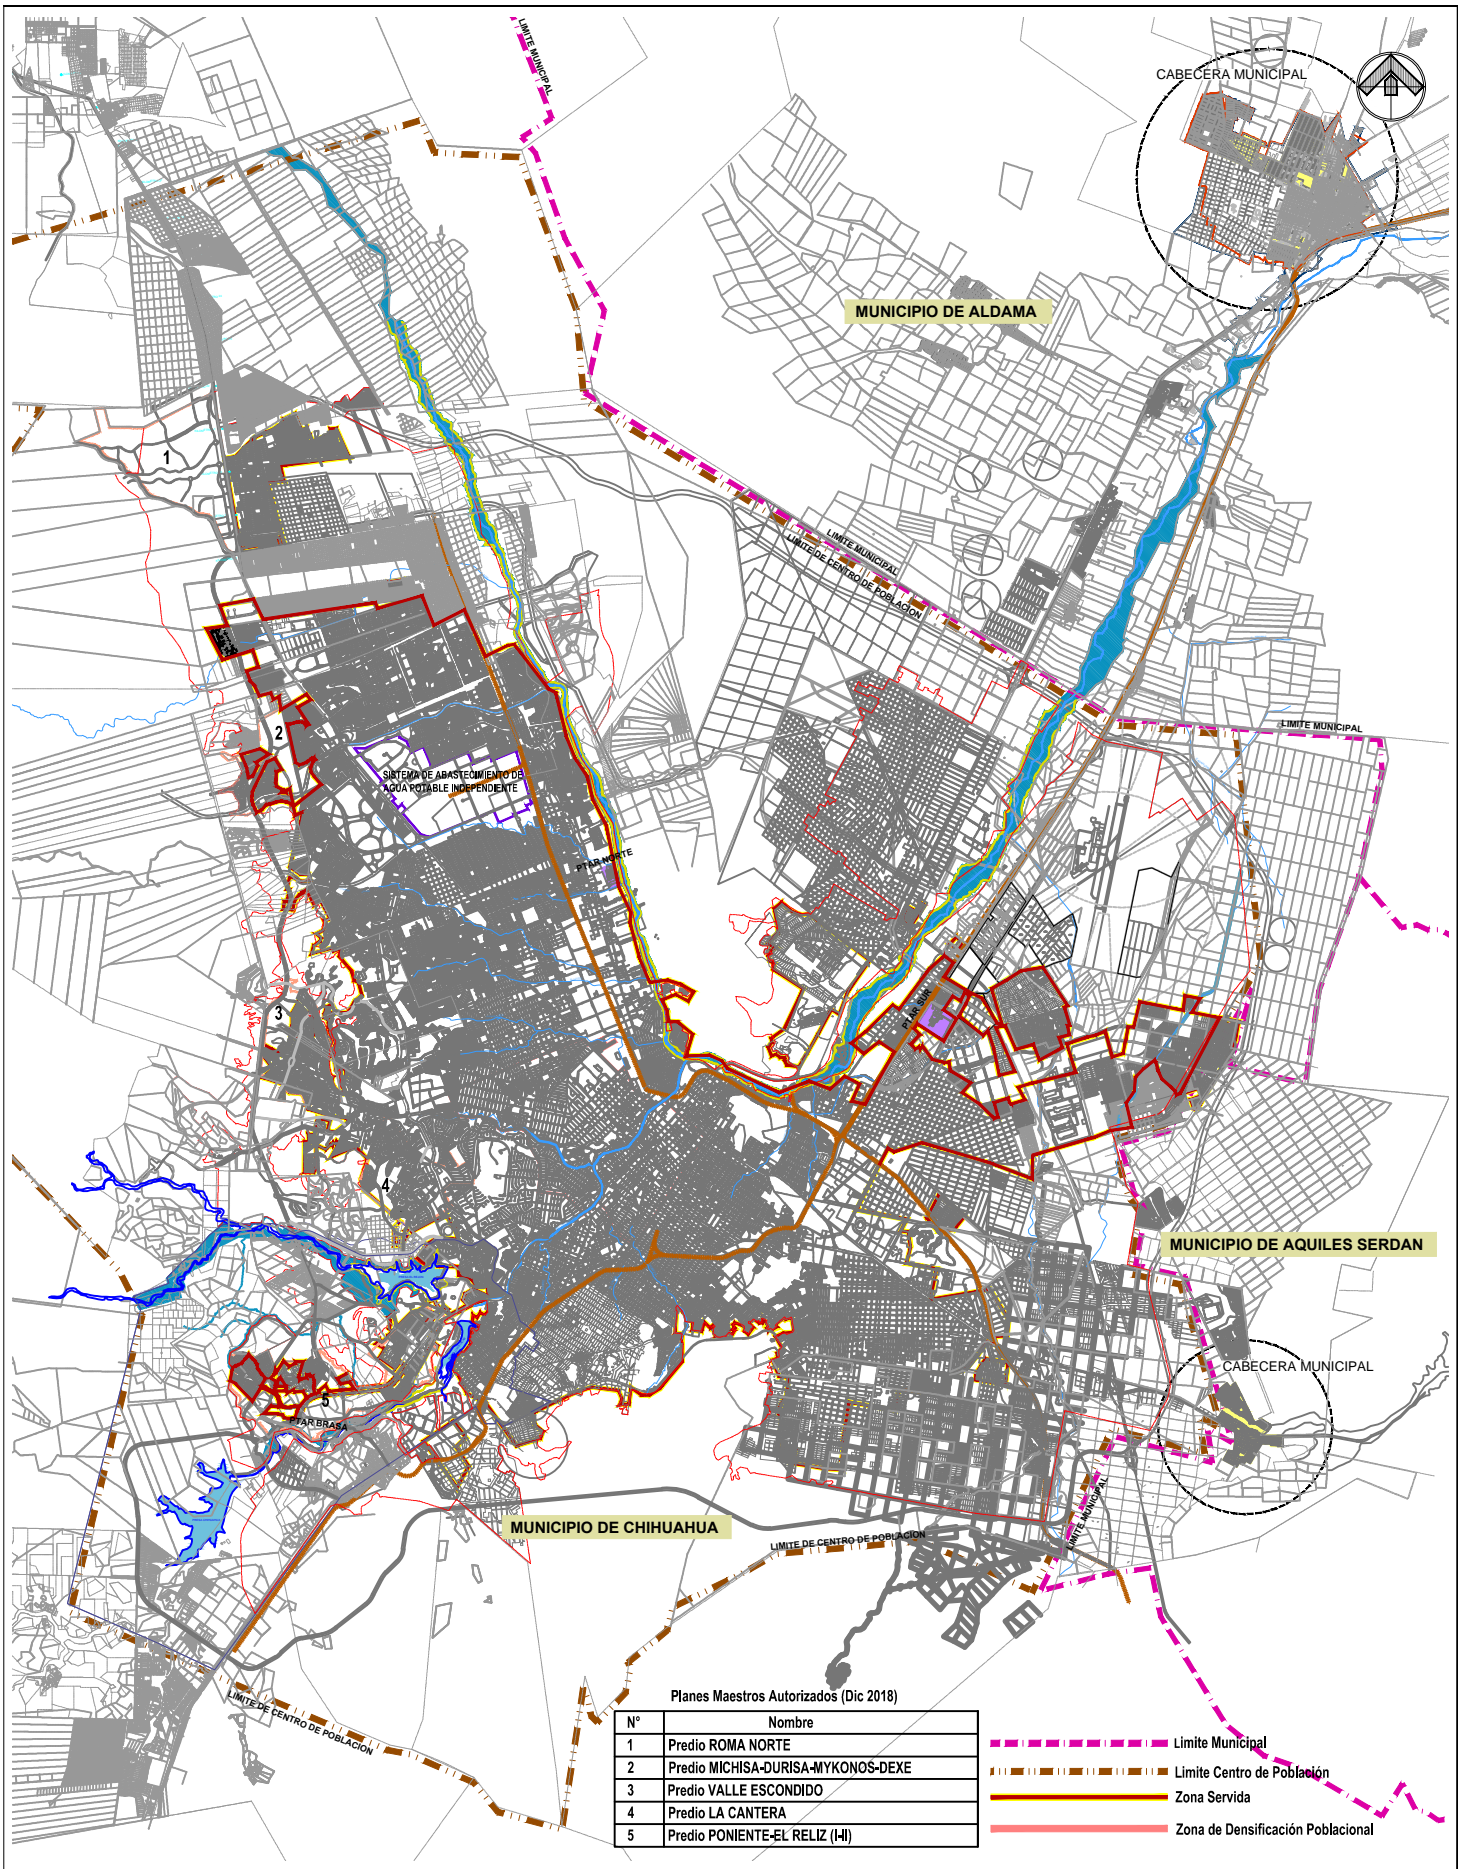 LIMITE MUNICIPAL
CABECERA MUNICIPAL
MUNICIPIO DE ALDAMA
1
LIMITE MUNICIPAL
LIMITE DE CENTRO DE POBLACION
2
LIMITE MUNICIPAL
SISTEMA DE ABASTECIMIENTO DE
AGUA POTABLE INDEPENDIENTE
PTAR NORTE
PTAR SUR
3
4
MUNICIPIO DE AQUILES SERDAN
CABECERA MUNICIPAL
5
PTAR BRASA
LIMITE MUNICIPAL
MUNICIPIO DE CHIHUAHUA
LIMITE DE CENTRO DE POBLACION
LIMITE DE CENTRO DE POBLACION
Planes Maestros Autorizados (Dic 2018)
N° Nombre
1 Predio ROMA NORTE
2 Predio MICHISA-DURISA-MYKONOS-DEXE
3 Predio VALLE ESCONDIDO
4 Predio LA CANTERA
5 Predio PONIENTE-EL RELIZ (I-II)
Limite Municipal
Limite Centro de Población
Zona Servida
Zona de Densificación Poblacional